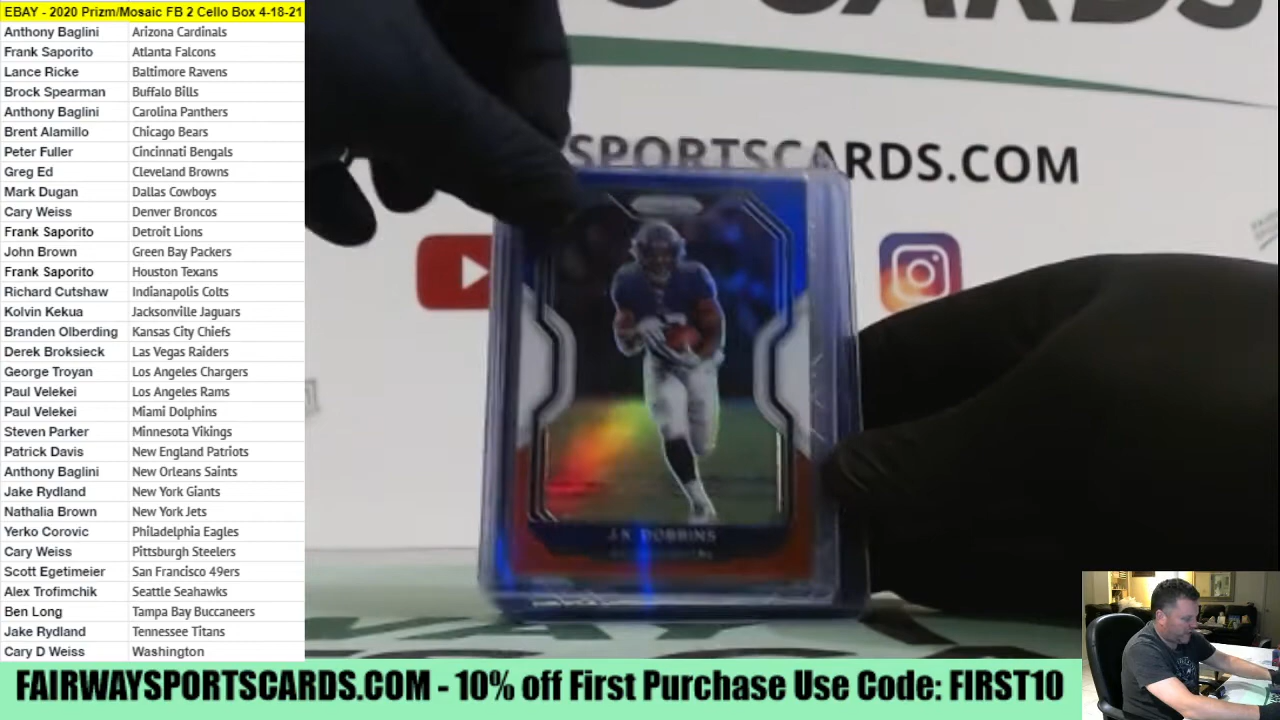 EBAY - 2020 Prizm/Mosaic FB 2 Cello Box 4-18-21
Anthony Baglini Arizona Cardinals
Frank Saporito Atlanta Falcons
Lance Ricke Baltimore Ravens
Brock Spearman Buffalo Bills
Anthony Baglini Carolina Panthers
Brent Alamillo Chicago Bears
Peter Fuller Cincinnati Bengals
Greg Ed Cleveland Browns
Mark Dugan Dallas Cowboys
Cary Weiss Denver Broncos
Frank Saporito Detroit Lions
John Brown Green Bay Packers
Frank Saporito Houston Texans
Richard Cutshaw Indianapolis Colts
Kolvin Kekua Jacksonville Jaguars
Branden Olberding Kansas City Chiefs
Derek Broksieck Las Vegas Raiders
George Troyan Los Angeles Chargers
Paul Velekei Los Angeles Rams
Paul Velekei Miami Dolphins
Steven Parker Minnesota Vikings
Patrick Davis New England Patriots
Anthony Baglini New Orleans Saints
Jake Rydland New York Giants
Nathalia Brown New York Jets
Yerko Corovic Philadelphia Eagles
Cary Weiss Pittsburgh Steelers
Scott Egetimeier San Francisco 49ers
Alex Trofimchik Seattle Seahawks
Ben Long Tampa Bay Buccaneers
Jake Rydland Tennessee Titans
Cary D Weiss Washington
CARDS
SPORTSCARDS.COM
J.K. DOBBINS
FAIRWAYSPORTSCARDS.COM - 10% off First Purchase Use Code: FIRST10